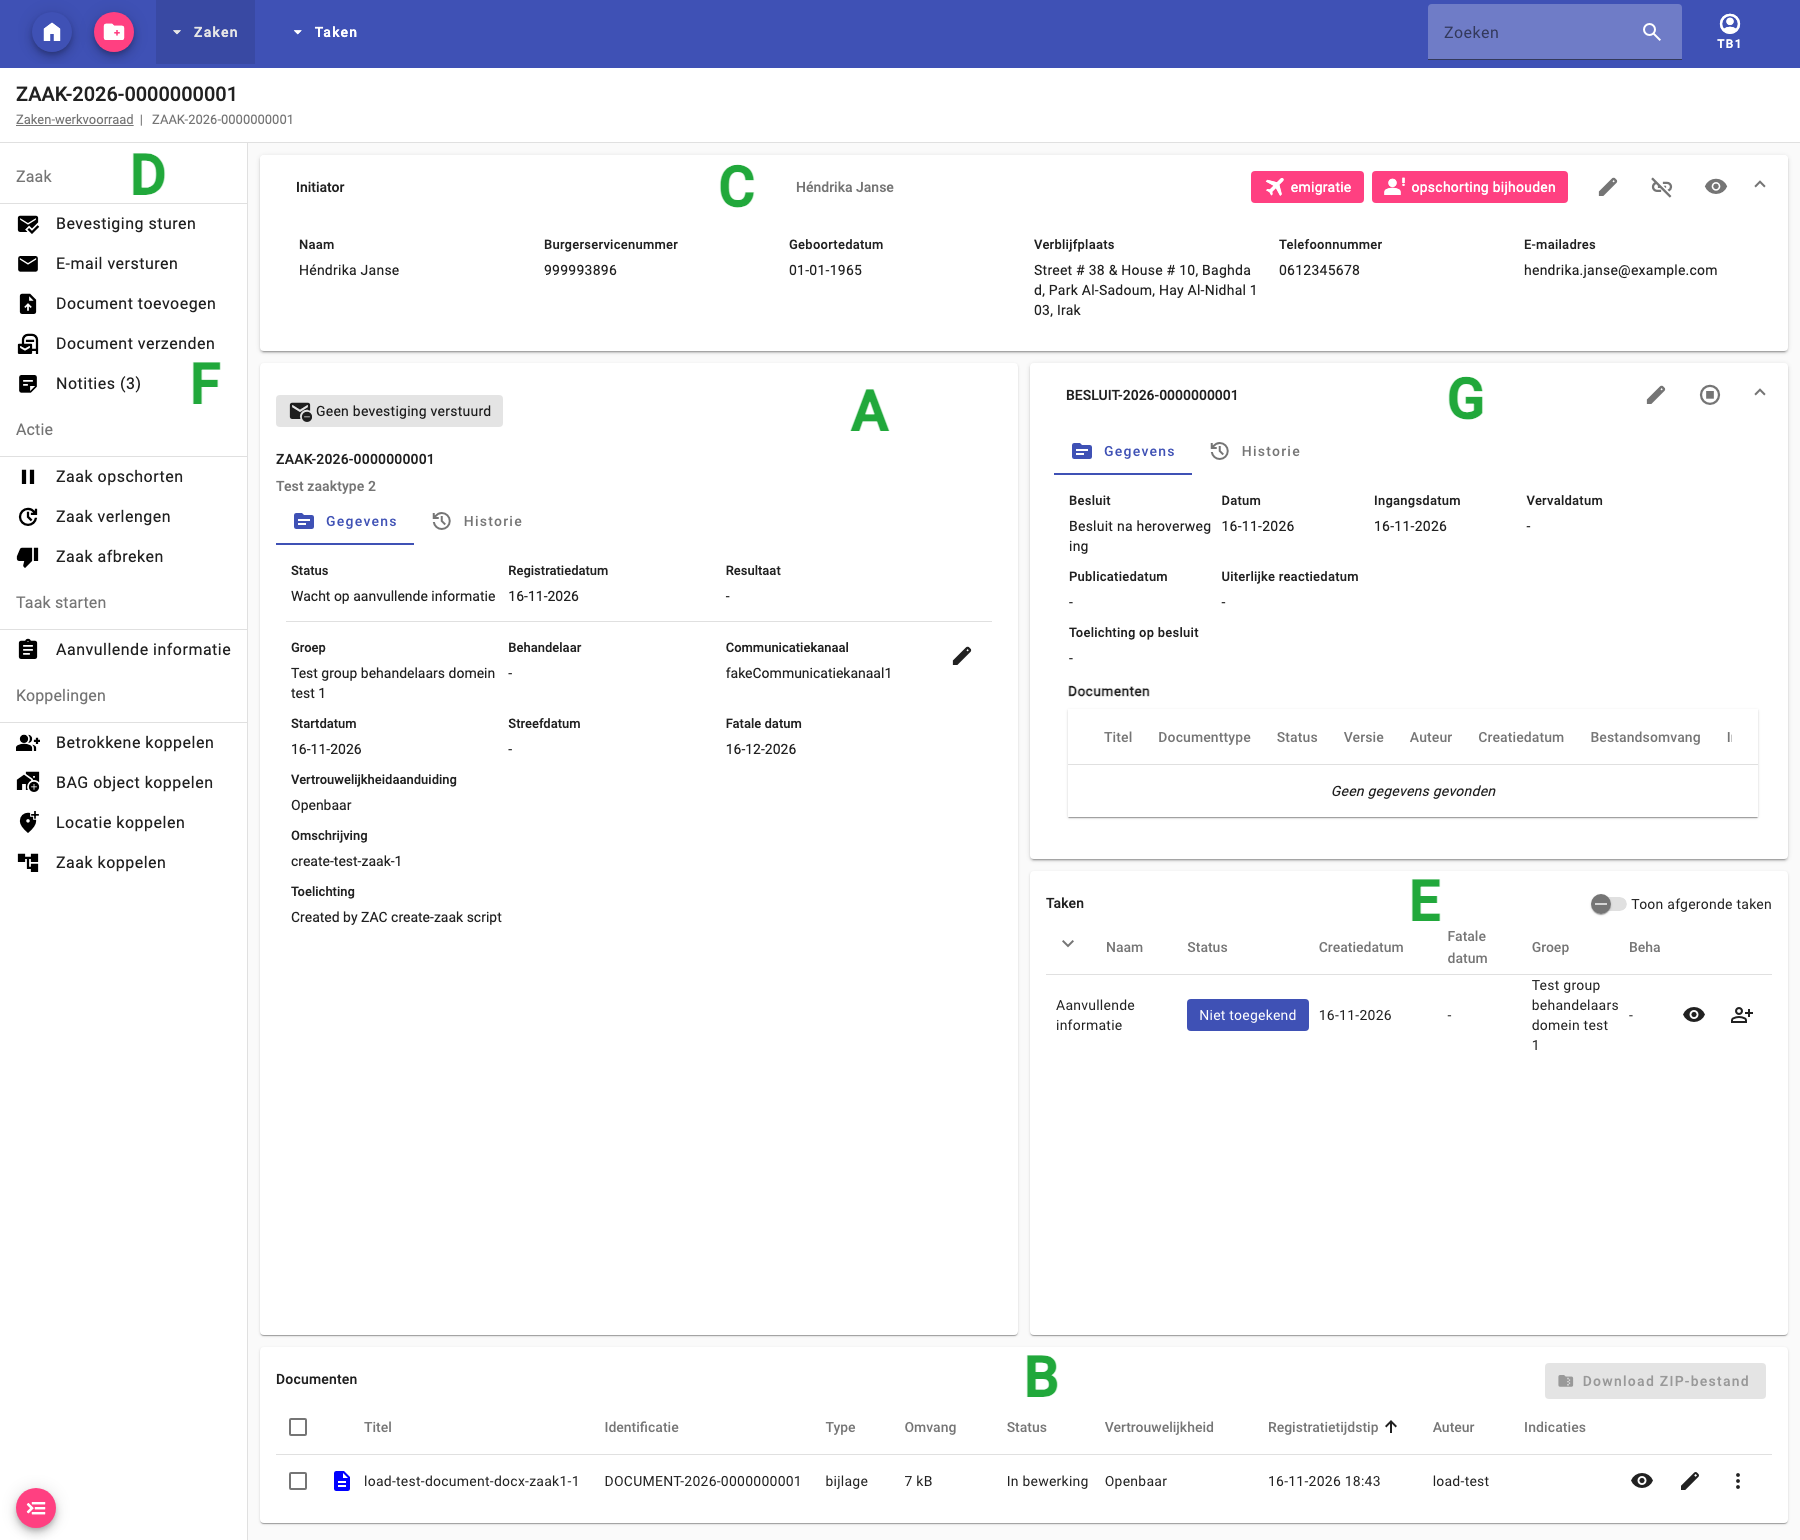 Zaken
Taken
Zoeken
TB1
ZAAK-2026-0000000001
Zaken-werkvoorraad | ZAAK-2026-0000000001
Zaak
D
Bevestiging sturen
E-mail versturen
Document toevoegen
Document verzenden
Notities (3)
F
Actie
Zaak opschorten
Zaak verlengen
Zaak afbreken
Taak starten
Aanvullende informatie
Koppelingen
Betrokkene koppelen
BAG object koppelen
Locatie koppelen
Zaak koppelen
Initiator
C
Héndrika Janse
emigratie
opschorting bijhouden
Naam Burgerservicenummer Geboortedatum Verblijfplaats Telefoonnummer E-mailadres
Héndrika Janse 999993896 01-01-1965 Street # 38 & House # 10, Baghda 0612345678 hendrika.janse@example.com
d, Park Al-Sadoum, Hay Al-Nidhal 1
03, Irak
Geen bevestiging verstuurd
A
ZAAK-2026-0000000001
Test zaaktype 2
Gegevens Historie
Status Registratiedatum Resultaat
Wacht op aanvullende informatie 16-11-2026 -
Groep Behandelaar Communicatiekanaal
Test group behandelaars domein - fakeCommunicatiekanaal1
test 1
Startdatum Streefdatum Fatale datum
16-11-2026 - 16-12-2026
Vertrouwelijkheidaanduiding
Openbaar
Omschrijving
create-test-zaak-1
Toelichting
Created by ZAC create-zaak script
BESLUIT-2026-0000000001
G
Gegevens Historie
Besluit Datum Ingangsdatum Vervaldatum
Besluit na heroverweg 16-11-2026 16-11-2026 -
ing
Publicatiedatum Uiterlijke reactiedatum
- -
Toelichting op besluit
-
Documenten
Titel Documenttype Status Versie Auteur Creatiedatum Bestandsomvang
Geen gegevens gevonden
Taken
E
Toon afgeronde taken
Naam Status Creatiedatum Fatale datum Groep Beha
Aanvullende informatie Niet toegekend 16-11-2026 - Test group behandelaars domein test 1 -
Documenten
B
Download ZIP-bestand
Titel Identificatie Type Omvang Status Vertrouwelijkheid Registratietijdstip Auteur Indicaties
load-test-document-docx-zaak1-1 DOCUMENT-2026-0000000001 bijlage 7 kB In bewerking Openbaar 16-11-2026 18:43 load-test